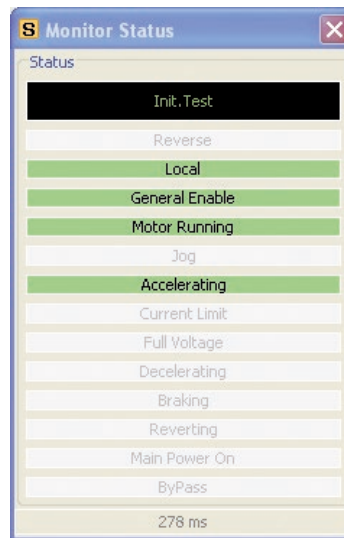 S Monitor Status
Status
Init.Test
Reverse
Local
General Enable
Motor Running
Jog
Accelerating
Current Limit
Full Voltage
Decelerating
Braking
Reverting
Main Power On
ByPass
278 ms